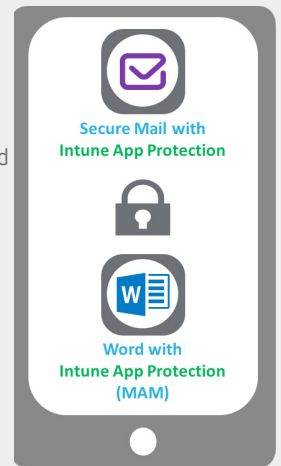 Secure Mail with
Intune App Protection
d
W
Word with
Intune App Protection
(MAM)